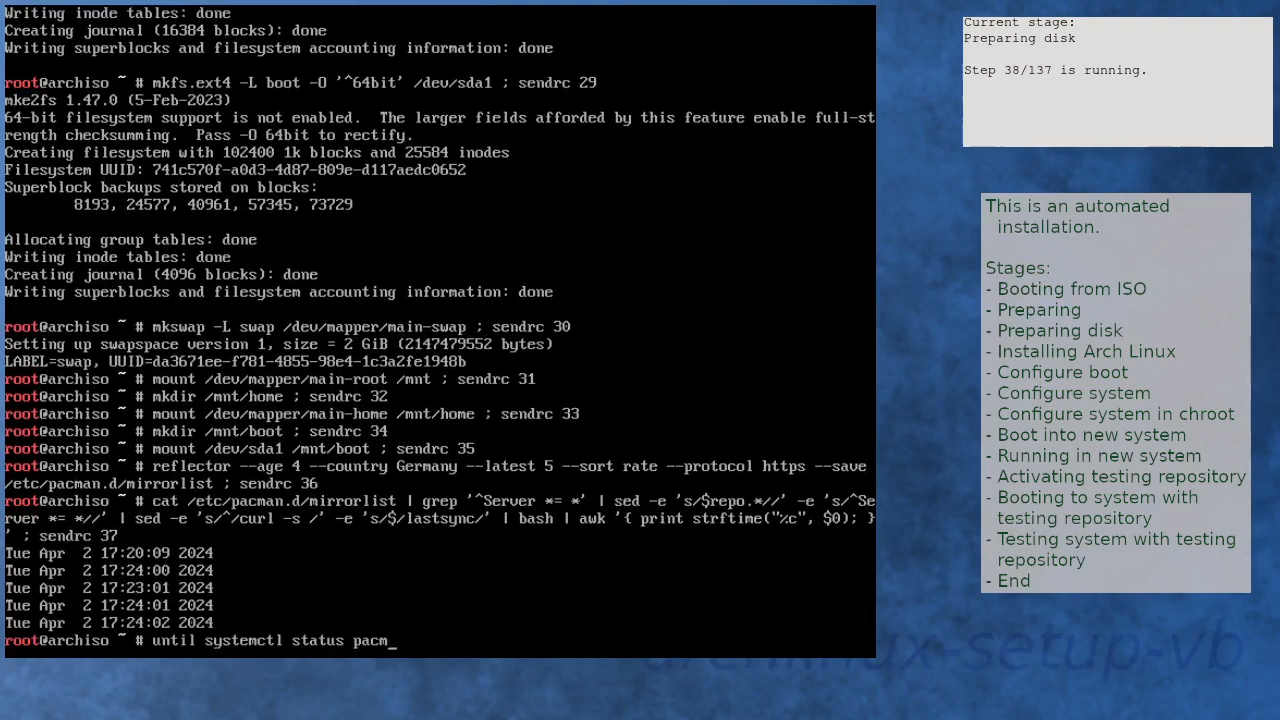 Writing inode tables: done
Creating journal (16384 blocks): done
Writing superblocks and filesystem accounting information: done
root@archiso ~ # mkfs.ext4 -L boot -O '^64bit' /dev/sda1 ; sendrc 29
mke2fs 1.47.0 (5-Feb-2023)
64-bit filesystem support is not enabled.  The larger fields afforded by this feature enable full-st
rength checksumming.  Pass -O 64bit to rectify.
Creating filesystem with 102400 1k blocks and 25584 inodes
Filesystem UUID: 741c570f-a0d3-4d87-809e-d117aedc0652
Superblock backups stored on blocks:
        8193, 24577, 40961, 57345, 73729
Allocating group tables: done
Writing inode tables: done
Creating journal (4096 blocks): done
Writing superblocks and filesystem accounting information: done
root@archiso ~ # mkswap -L swap /dev/mapper/main-swap ; sendrc 30
Setting up swapspace version 1, size = 2 GiB (2147479552 bytes)
LABEL=swap, UUID=da3671ee-f781-4855-98e4-1c3a2fe1948b
root@archiso ~ # mount /dev/mapper/main-root /mnt ; sendrc 31
root@archiso ~ # mkdir /mnt/home ; sendrc 32
root@archiso ~ # mount /dev/mapper/main-home /mnt/home ; sendrc 33
root@archiso ~ # mkdir /mnt/boot ; sendrc 34
root@archiso ~ # mount /dev/sda1 /mnt/boot ; sendrc 35
root@archiso ~ # reflector --age 4 --country Germany --latest 5 --sort rate --protocol https --save
/etc/pacman.d/mirrorlist ; sendrc 36
root@archiso ~ # cat /etc/pacman.d/mirrorlist | grep '^Server *= *' | sed -e 's/$repo.*//' -e 's/^Se
rver *= *//' | sed -e 's/^/curl -s /' -e 's/$/lastsync/' | bash | awk '{ print strftime("%c", $0); }
' ; sendrc 37
Tue Apr  2 17:20:09 2024
Tue Apr  2 17:24:00 2024
Tue Apr  2 17:23:01 2024
Tue Apr  2 17:24:01 2024
Tue Apr  2 17:24:02 2024
root@archiso ~ # until systemctl status pacm_
Current stage:
Preparing disk
Step 38/137 is running.
This is an automated
installation.
Stages:
- Booting from ISO
- Preparing
- Preparing disk
- Installing Arch Linux
- Configure boot
- Configure system
- Configure system in chroot
- Boot into new system
- Running in new system
- Activating testing repository
- Booting to system with
testing repository
- Testing system with testing
repository
- End
archlinux-setup-vb